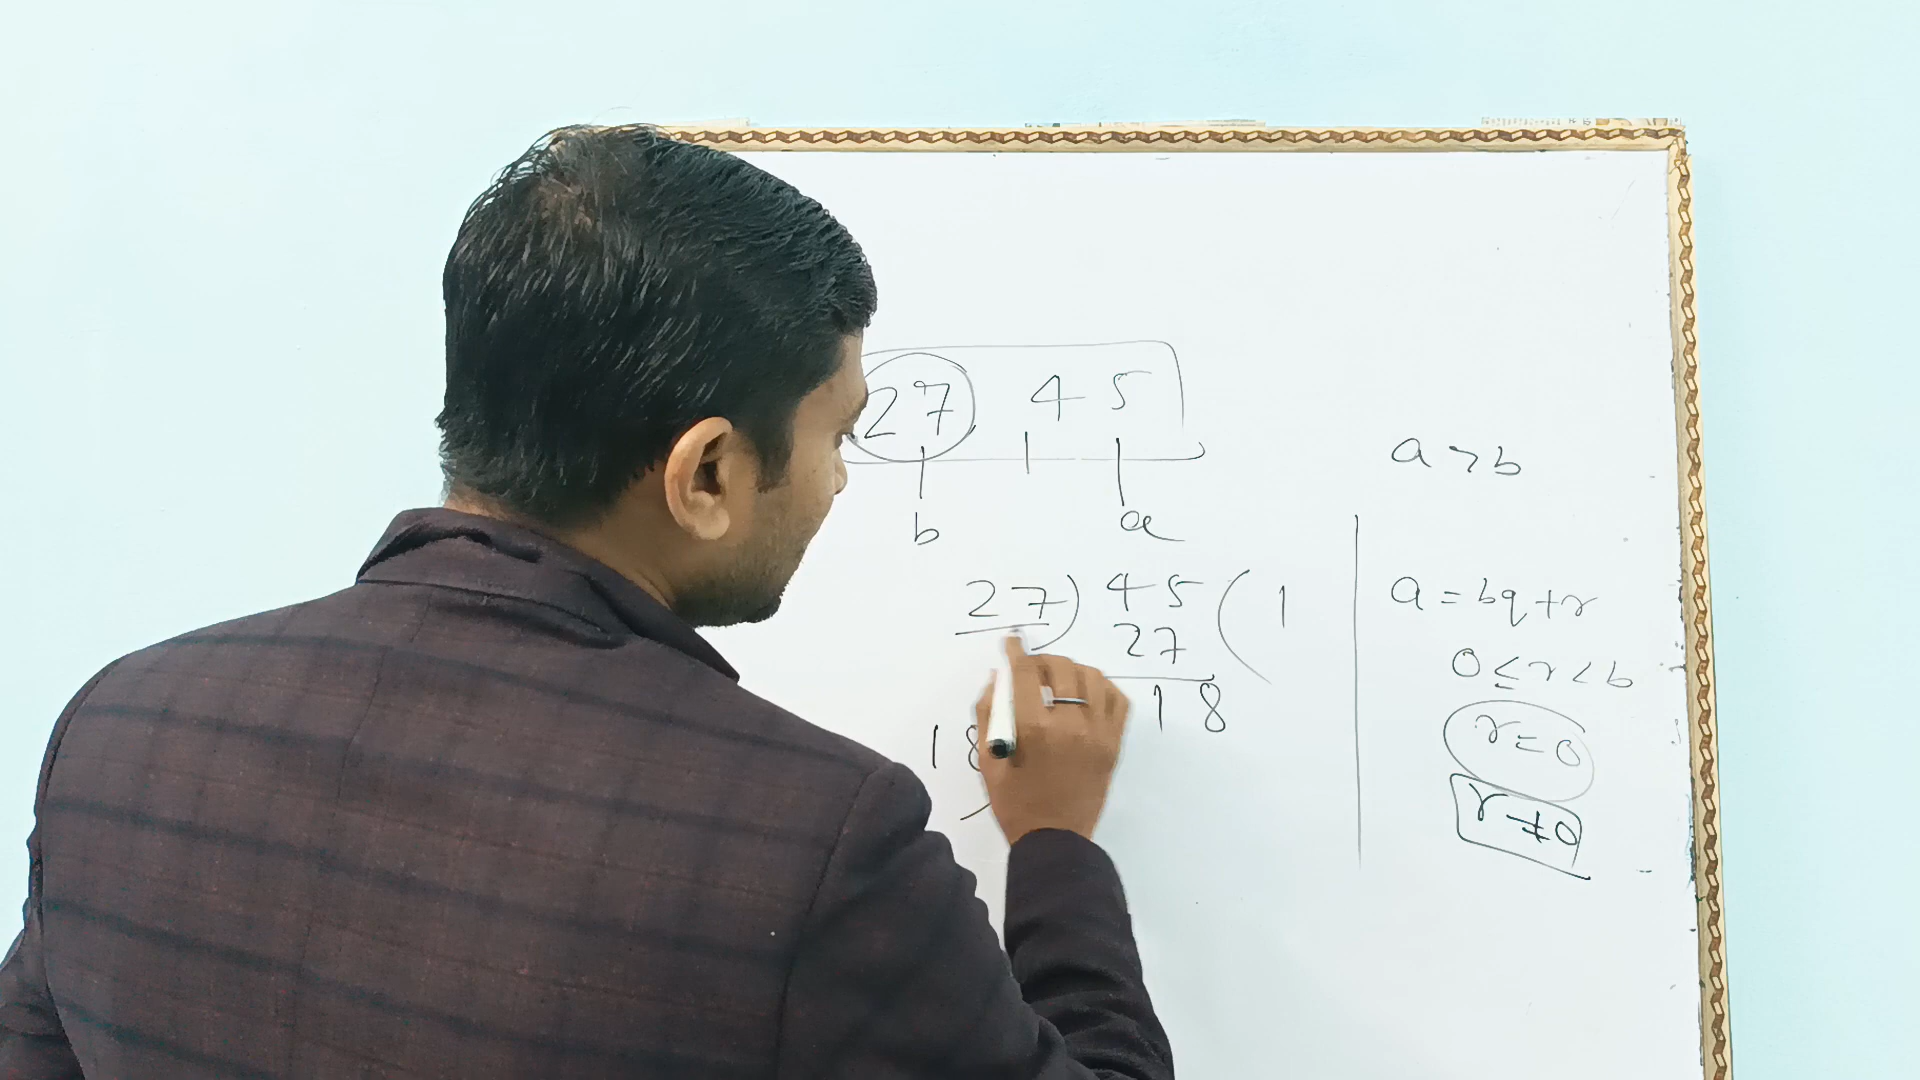 27 45
b a
a > b
27) 45 (1
27
18
18
a = bq + r
0 ≤ r < b
r = 0
r ≠ 0